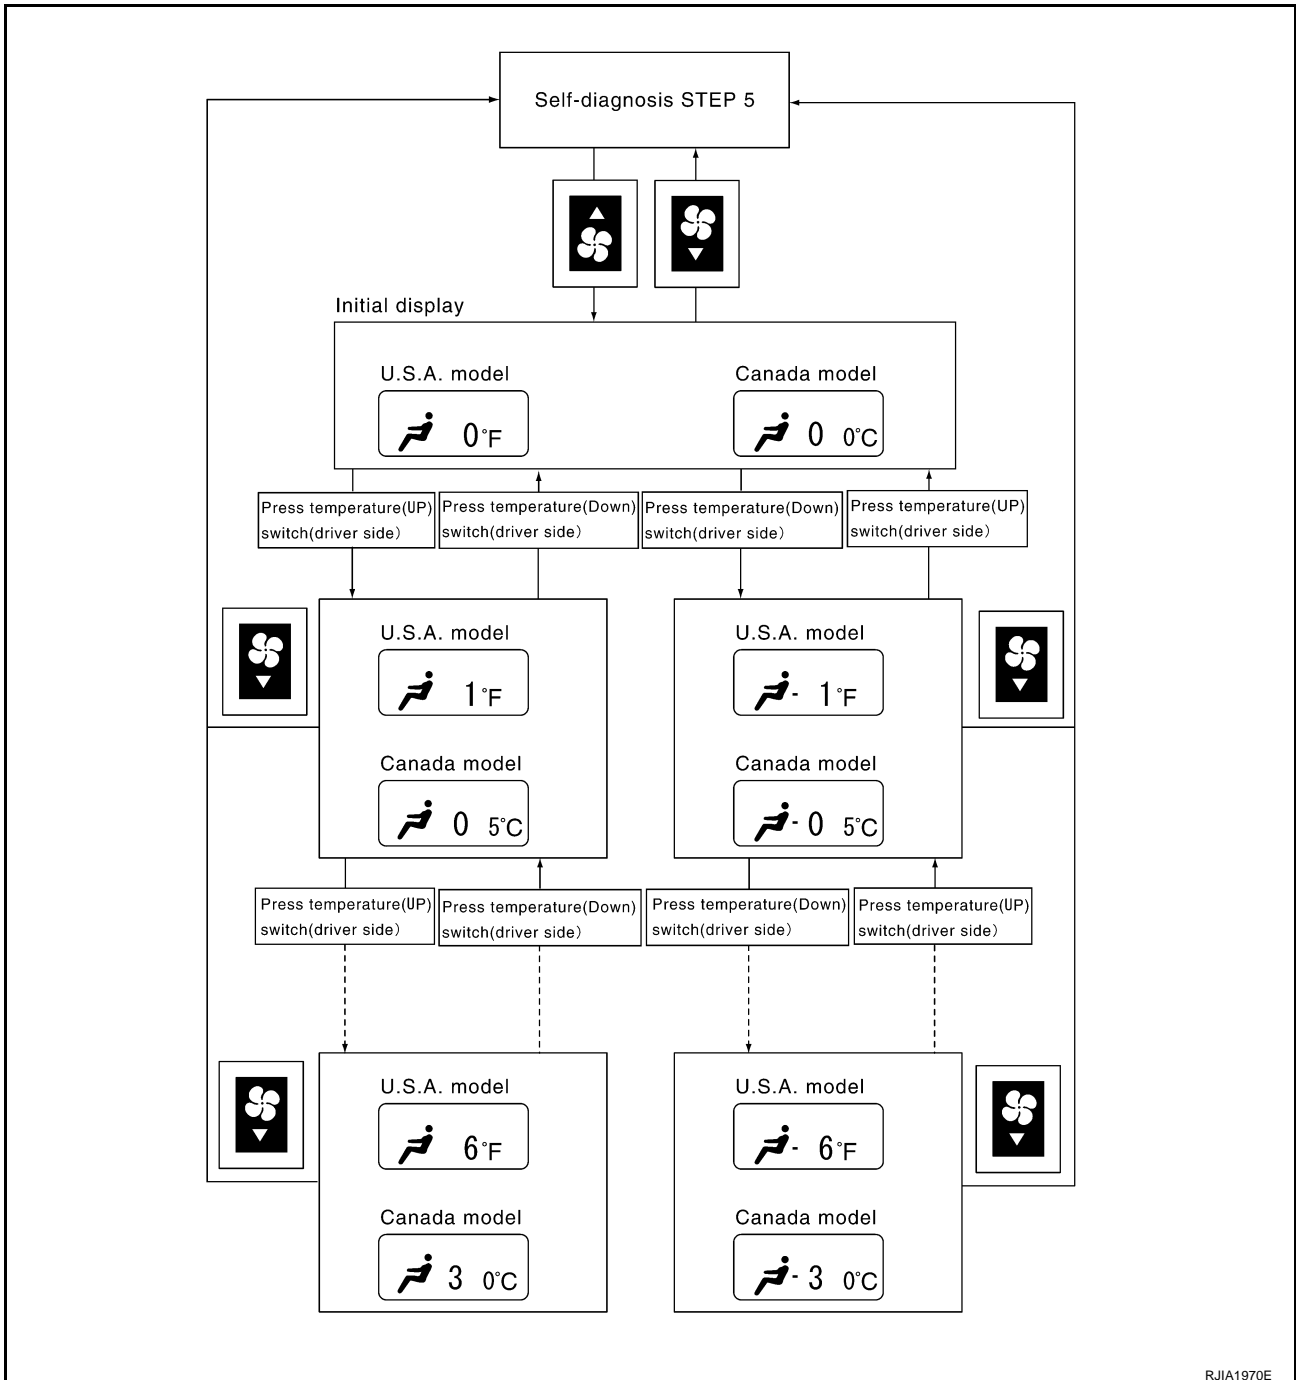 Self-diagnosis STEP 5
Initial display
U.S.A. model
Canada model
0°F
0 0°C
Press temperature(UP)
switch(driver side)
Press temperature(Down)
switch(driver side)
Press temperature(Down)
switch(driver side)
Press temperature(UP)
switch(driver side)
U.S.A. model
1°F
Canada model
0 5°C
U.S.A. model
- 1°F
Canada model
- 0 5°C
Press temperature(UP)
switch(driver side)
Press temperature(Down)
switch(driver side)
Press temperature(Down)
switch(driver side)
Press temperature(UP)
switch(driver side)
U.S.A. model
6°F
Canada model
3 0°C
U.S.A. model
- 6°F
Canada model
- 3 0°C
RJIA1970E